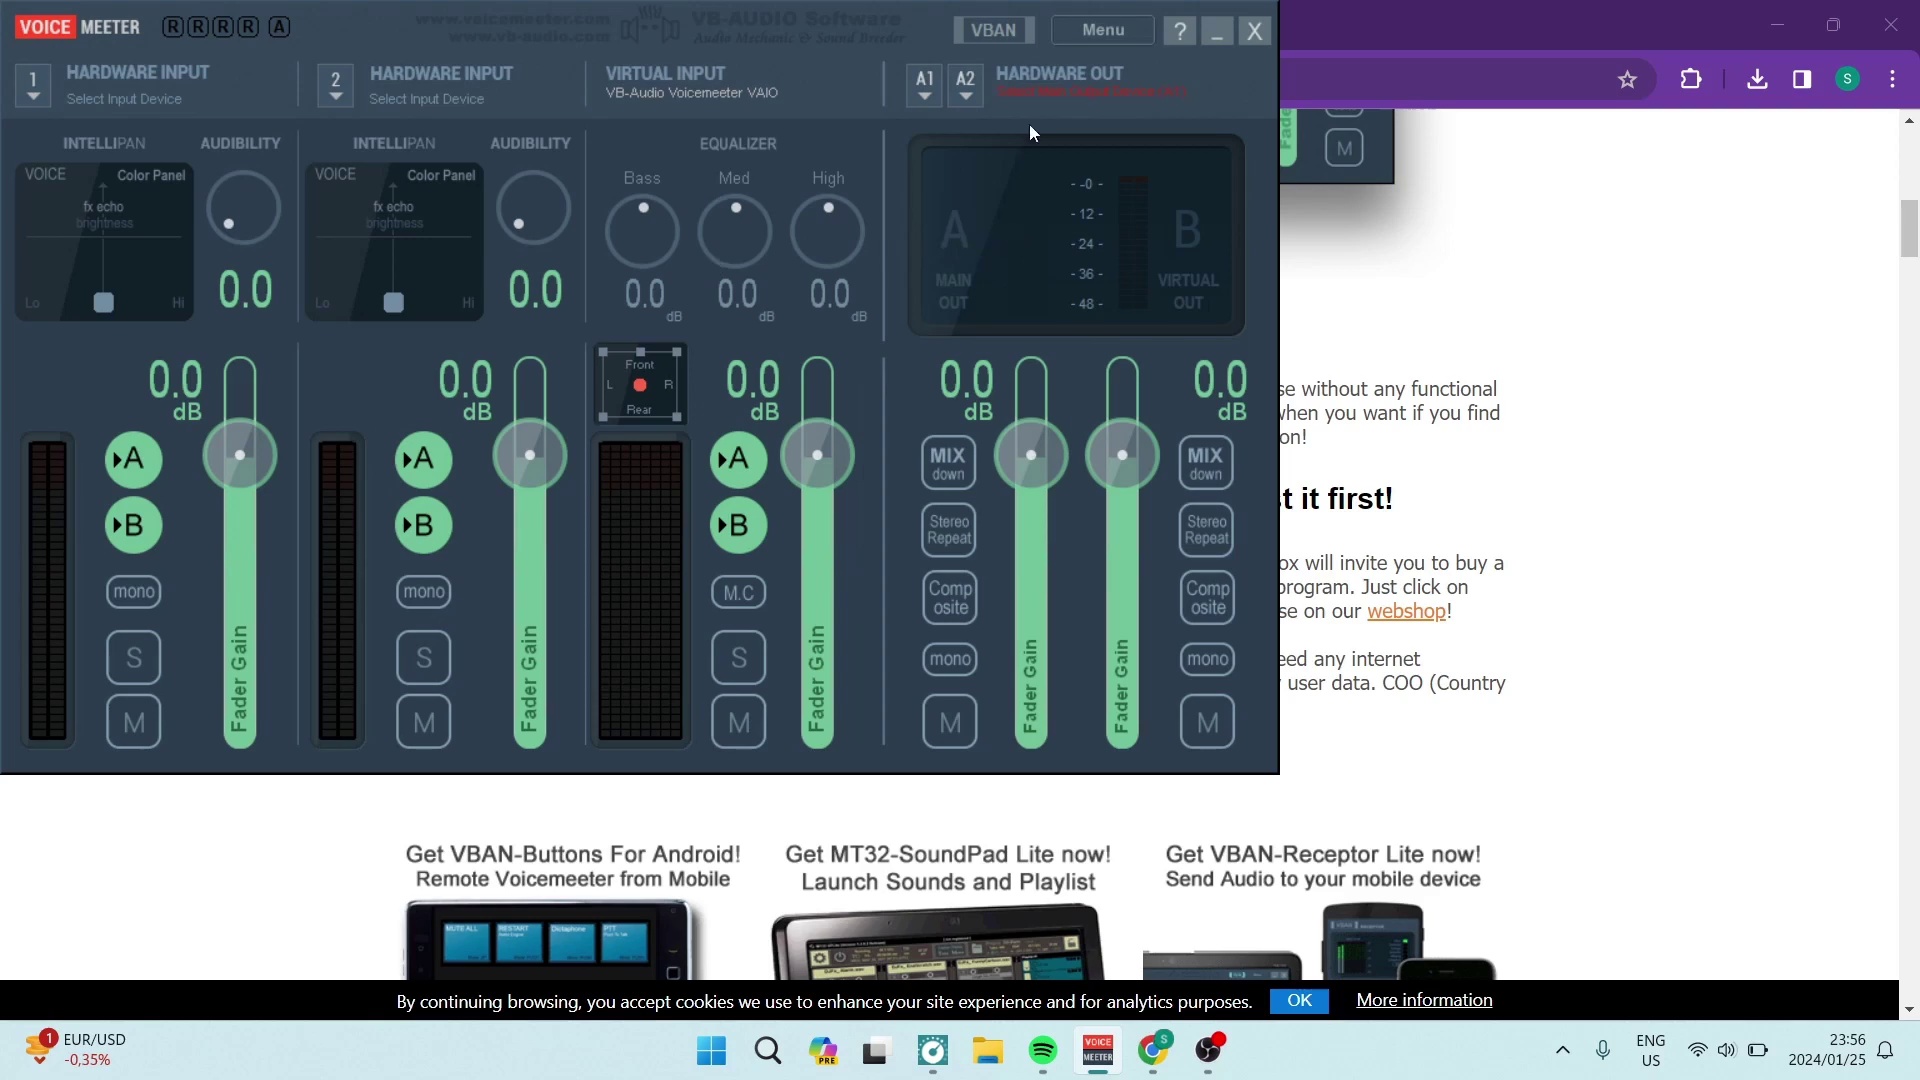 VOICE MEETER R R R R A
www.voicemeeter.com
www.vb-audio.com
VB-AUDIO Software
Audio Mechanic & Sound Breeder
VBAN Menu ? _ X
1 HARDWARE INPUT
Select Input Device
2 HARDWARE INPUT
Select Input Device
VIRTUAL INPUT
VB-Audio Voicemeeter VAIO
A1 A2 HARDWARE OUT
INTELLIPAN AUDIBILITY
VOICE Color Panel
fx echo
brightness
Lo Hi
0.0
INTELLIPAN AUDIBILITY
VOICE Color Panel
fx echo
brightness
Lo Hi
0.0
EQUALIZER
Bass Med High
0.0 0.0 0.0
dB dB dB
A
MAIN
OUT
- -0 -
- -12 -
- -24 -
- -36 -
- -48 -
B
VIRTUAL
OUT
0.0
dB
A
B
mono
S
M
Fader Gain
0.0
dB
A
B
mono
S
M
Fader Gain
Front
L R
Rear
0.0
dB
A
B
M.C
S
M
Fader Gain
0.0
dB
MIX
down
Stereo
Repeat
Comp
osite
mono
M
Fader Gain
Fader Gain
0.0
dB
MIX
down
Stereo
Repeat
Comp
osite
mono
M
S
Fade
M
se without any functional
when you want if you find
on!
t it first!
ox will invite you to buy a
program. Just click on
se on our webshop!
eed any internet
user data. COO (Country
Get VBAN-Buttons For Android!
Remote Voicemeeter from Mobile
Get MT32-SoundPad Lite now!
Launch Sounds and Playlist
Get VBAN-Receptor Lite now!
Send Audio to your mobile device
MUTE ALL RESTART Dictaphone PTT
By continuing browsing, you accept cookies we use to enhance your site experience and for analytics purposes. OK More information
1 EUR/USD
-0,35%
PRE
VOICE
MEETER
S
ENG
US
23:56
2024/01/25